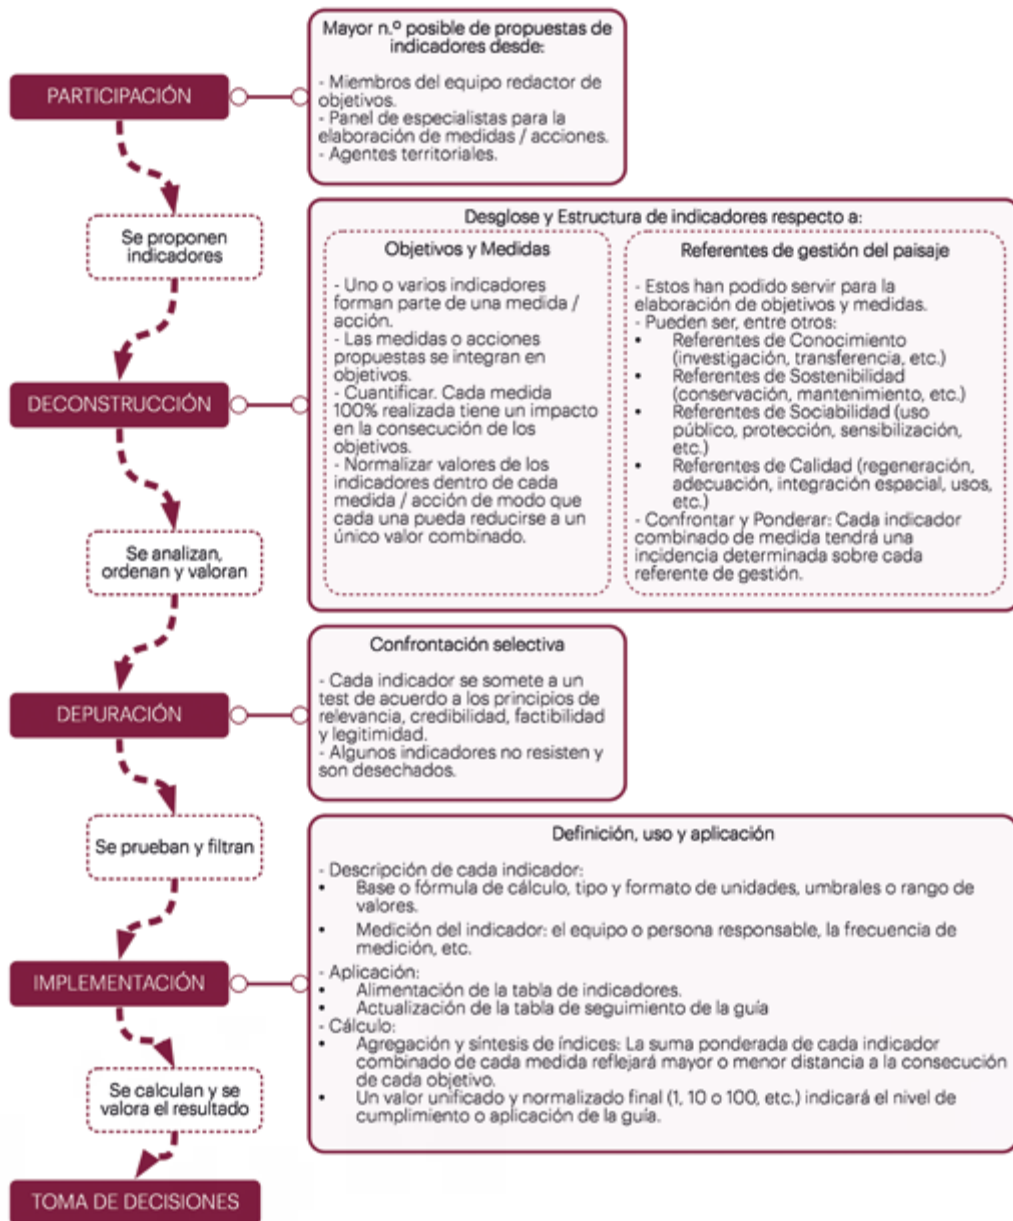 PARTICIPACIÓN
Mayor n.º posible de propuestas de
indicadores desde:
- Miembros del equipo redactor de
objetivos.
- Panel de especialistas para la
elaboración de medidas / acciones.
- Agentes territoriales.
Se proponen
indicadores
DECONSTRUCCIÓN
Desglose y Estructura de indicadores respecto a:
Objetivos y Medidas
- Uno o varios indicadores
forman parte de una medida /
acción.
- Las medidas o acciones
propuestas se integran en
objetivos.
- Cuantificar. Cada medida
100% realizada tiene un impacto
en la consecución de los
objetivos.
- Normalizar valores de los
indicadores dentro de cada
medida / acción de modo que
cada una pueda reducirse a un
único valor combinado.
Referentes de gestión del paisaje
- Estos han podido servir para la
elaboración de objetivos y medidas.
- Pueden ser, entre otros:
• Referentes de Conocimiento
(investigación, transferencia, etc.)
• Referentes de Sostenibilidad
(conservación, mantenimiento, etc.)
• Referentes de Sociabilidad (uso
público, protección, sensibilización,
etc.)
• Referentes de Calidad (regeneración,
adecuación, integración espacial, usos,
etc.)
- Confrontar y Ponderar: Cada indicador
combinado de medida tendrá una
incidencia determinada sobre cada
referente de gestión.
Se analizan,
ordenan y valoran
DEPURACIÓN
Confrontación selectiva
- Cada indicador se somete a un
test de acuerdo a los principios de
relevancia, credibilidad, factibilidad
y legitimidad.
- Algunos indicadores no resisten y
son desechados.
Se prueban y filtran
IMPLEMENTACIÓN
Definición, uso y aplicación
- Descripción de cada indicador:
• Base o fórmula de cálculo, tipo y formato de unidades, umbrales o rango de
valores.
• Medición del indicador: el equipo o persona responsable, la frecuencia de
medición, etc.
- Aplicación:
• Alimentación de la tabla de indicadores.
• Actualización de la tabla de seguimiento de la guía
- Cálculo:
• Agregación y síntesis de índices: La suma ponderada de cada indicador
combinado de cada medida reflejará mayor o menor distancia a la consecución
de cada objetivo.
• Un valor unificado y normalizado final (1, 10 o 100, etc.) indicará el nivel de
cumplimiento o aplicación de la guía.
Se calculan y se
valora el resultado
TOMA DE DECISIONES